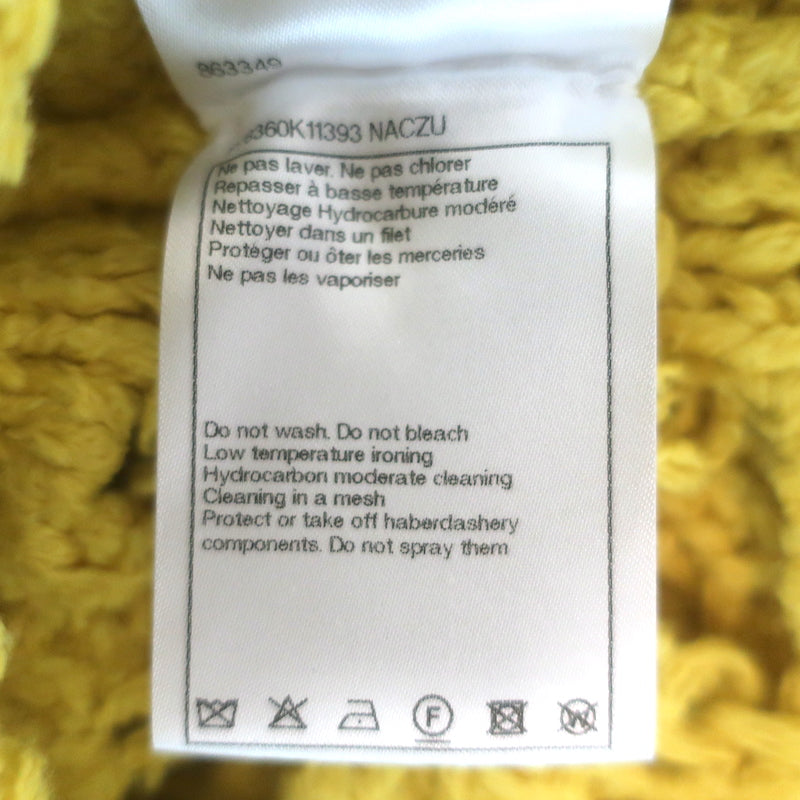 863349
360K11393 NACZU
Ne pas laver. Ne pas chlorer
Repasser à basse température
Nettoyage Hydrocarbure modéré
Nettoyer dans un filet
Protéger ou ôter les merceries
Ne pas les vaporiser
Do not wash. Do not bleach
Low temperature ironing
Hydrocarbon moderate cleaning
Cleaning in a mesh
Protect or take off haberdashery
components. Do not spray them
F W